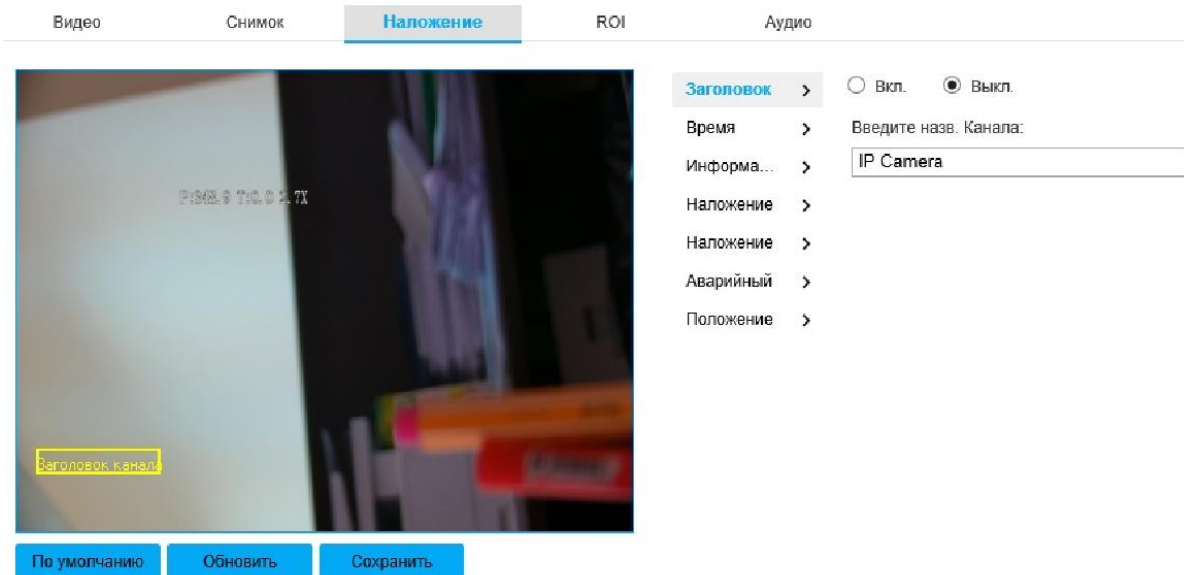 Видео Снимок Наложение ROI Аудио
Заголовок
Время
Информа...
Наложение
Наложение
Аварийный
Положение
Вкл. Выкл.
Введите назв. Канала:
IP Camera
Заголовок канала
По умолчанию Обновить Сохранить